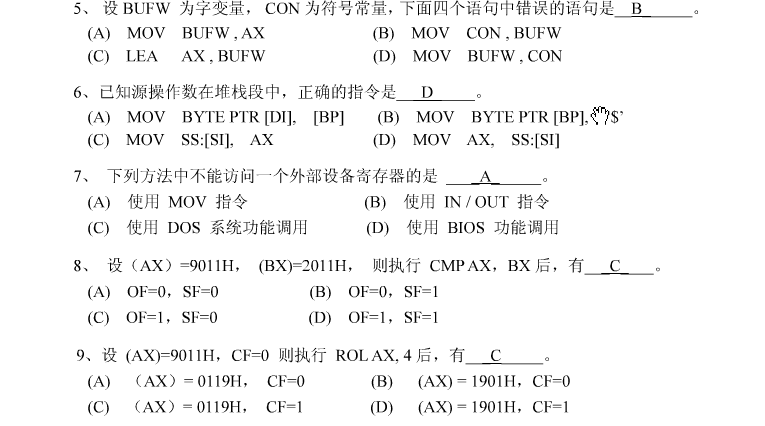 5、 设 BUFW 为字变量， CON 为符号常量，下面四个语句中错误的语句是__B______。
(A) MOV BUFW , AX (B) MOV CON , BUFW
(C) LEA AX , BUFW (D) MOV BUFW , CON
6、已知源操作数在堆栈段中，正确的指令是___D_____。
(A) MOV BYTE PTR [DI], [BP] (B) MOV BYTE PTR [BP], $’
(C) MOV SS:[SI], AX (D) MOV AX, SS:[SI]
7、 下列方法中不能访问一个外部设备寄存器的是 ____A______。
(A) 使用 MOV 指令 (B) 使用 IN / OUT 指令
(C) 使用 DOS 系统功能调用 (D) 使用 BIOS 功能调用
8、 设（AX）=9011H， (BX)=2011H， 则执行 CMP AX，BX 后，有___C____。
(A) OF=0，SF=0 (B) OF=0，SF=1
(C) OF=1，SF=0 (D) OF=1，SF=1
9、设 (AX)=9011H，CF=0 则执行 ROL AX, 4 后，有___C______。
(A) （AX）= 0119H， CF=0 (B) (AX) = 1901H，CF=0
(C) （AX）= 0119H， CF=1 (D) (AX) = 1901H，CF=1